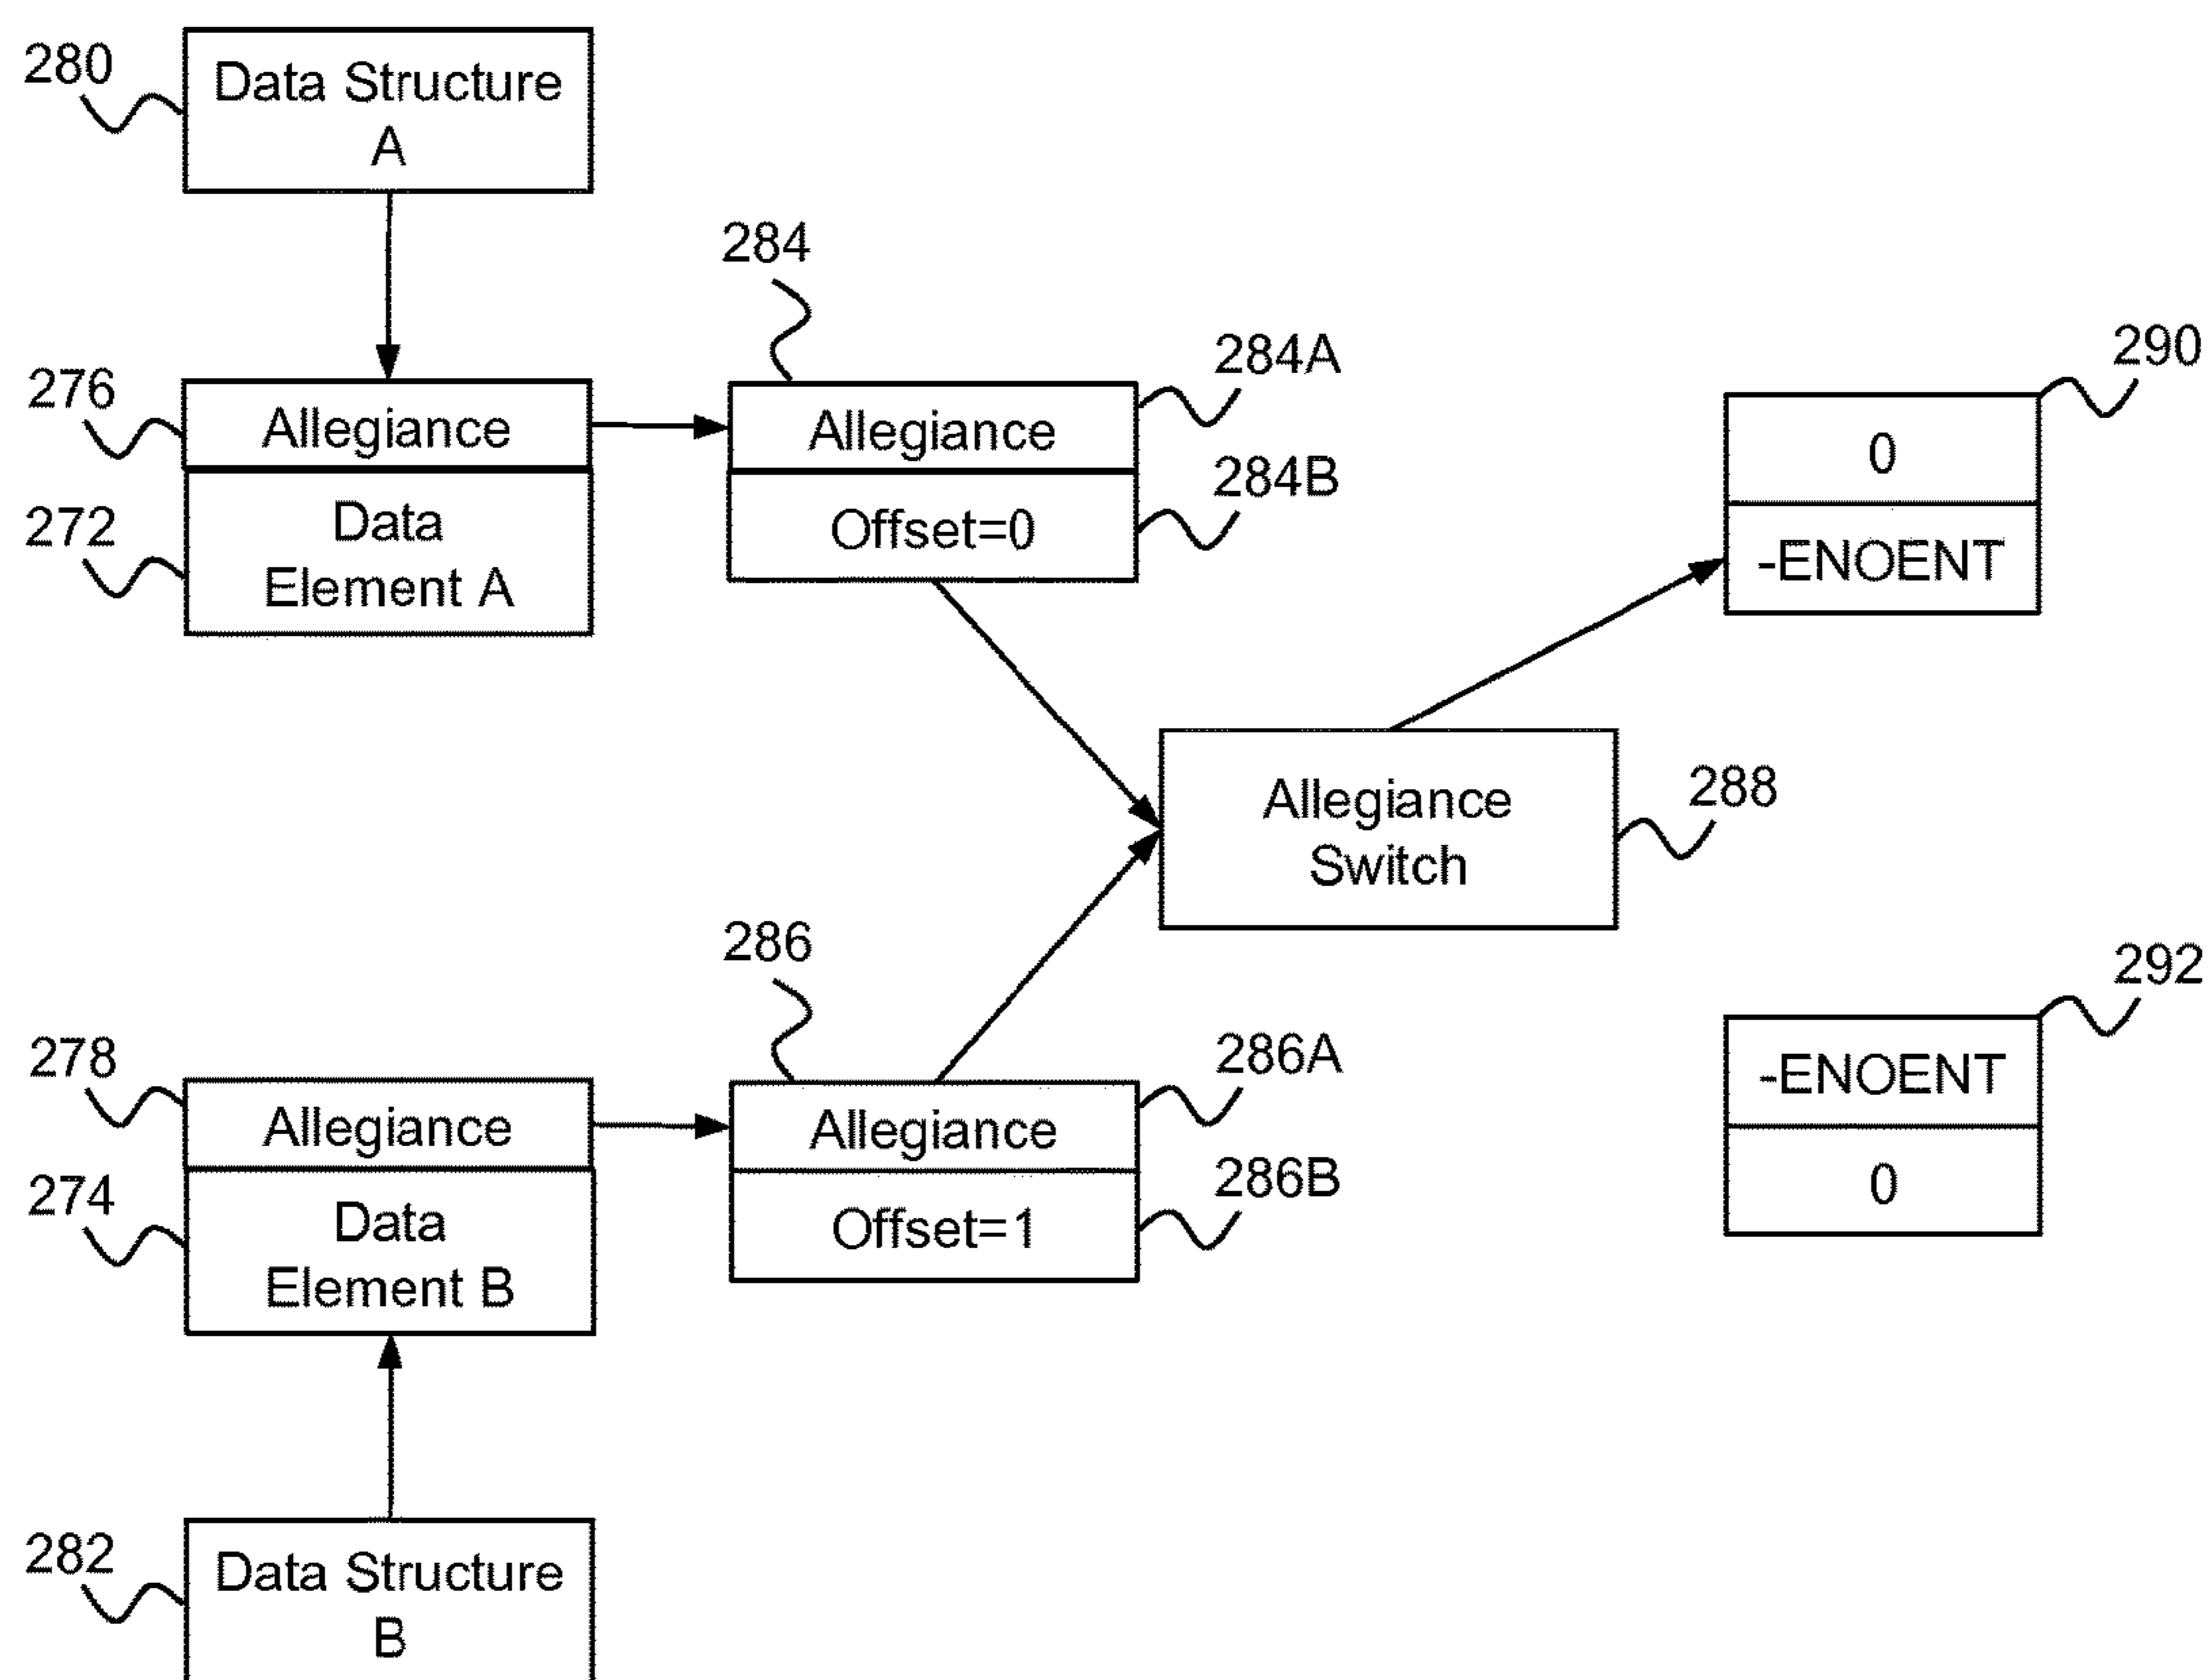 280
Data Structure
A
284
284A
290
276
Allegiance
Allegiance
0
284B
272
Data
Element A
Offset=0
-ENOENT
Allegiance
Switch
288
286
292
278
Allegiance
286A
Allegiance
-ENOENT
274
Data
Element B
286B
Offset=1
0
282
Data Structure
B